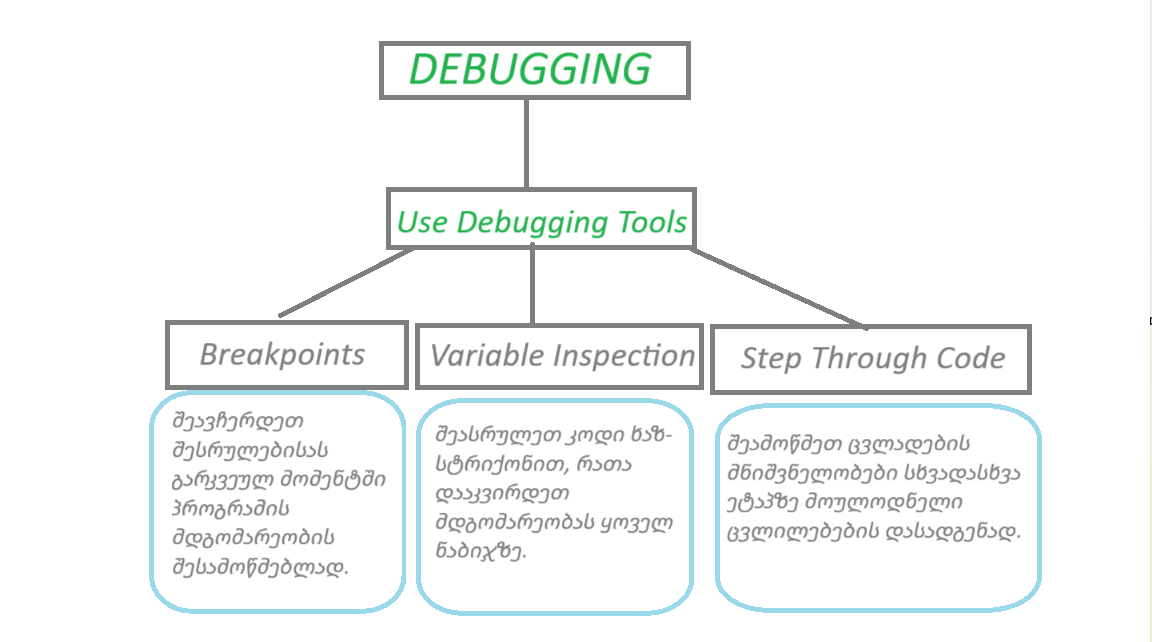 DEBUGGING
Use Debugging Tools
Breakpoints
Variable Inspection
Step Through Code
შეავჩერდეთ
შესრულებისას
გარკვეულ მომენტში
პროგრამის
მდგომარეობის
შესამოწმებლად.
შეასრულეთ კოდი ხაზ-
სტრიქონით, რათა
დააკვირდეთ
მდგომარეობას ყოველ
ნაბიჯზე.
შეამოწმეთ ცვლადების
მნიშვნელობები სხვადასხვა
ეტაპზე მოულოდნელი
ცვლილებების დასადგენად.